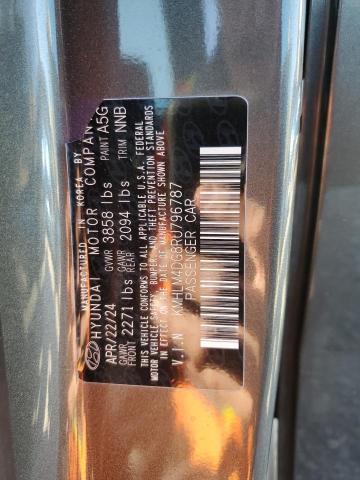 MANUFACTURED IN KOREA BY
HYUNDAI MOTOR COMPAN
APR/22/24 GVWR 3858 lbs PAINT A5G
GAWR FRONT 2271 lbs GAWR REAR 2094 lbs TRIM NNB
THIS VEHICLE CONFORMS TO ALL APPLICABLE U.S.A. FEDERAL
MOTOR VEHICLE SAFETY, BUMPER, AND THEFT PREVENTION STANDARDS
IN EFFECT ON THE DATE OF MANUFACTURE SHOWN ABOVE.
V.I.N KMHLM4DG8RU796787
PASSENGER CAR